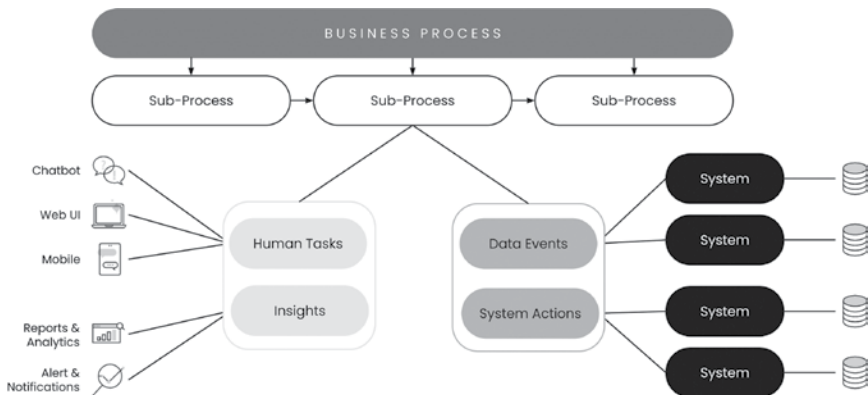 BUSINESS PROCESS
Sub-Process
Sub-Process
Sub-Process
Chatbot
Web UI
Mobile
Reports &
Analytics
Alert &
Notifications
Human Tasks
Insights
Data Events
System Actions
System
System
System
System